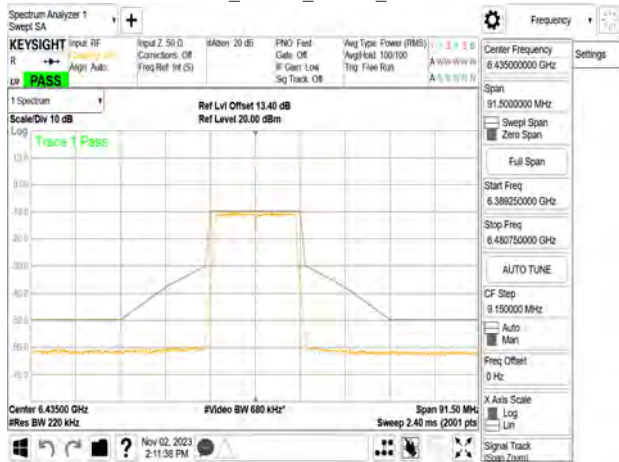 Spectrum Analyzer 1
Swept SA
+
Frequency
KEYSIGHT
R
Input: RF
Align: Auto
Input Z: 50 Ω
Corrections: Off
Freq Ref: Int (S)
#Atten: 20 dB
PNO: Fast
Gate: Off
IF Gain: Low
Sig Track: Off
Avg Type: Power (RMS)
Avg|Hold: 100/100
Trig: Free Run
PASS
1 Spectrum
Scale/Div 10 dB
Ref Lvl Offset 13.40 dB
Ref Level 20.00 dBm
Log
Trace 1 Pass
Center 6.43500 GHz
#Res BW 220 kHz
#Video BW 680 kHz*
Span 91.50 MHz
Sweep 2.40 ms (2001 pts
Nov 02, 2023
2:11:38 PM
Center Frequency
6.435000000 GHz
Settings
Span
91.5000000 MHz
Swept Span
Zero Span
Full Span
Start Freq
6.389250000 GHz
Stop Freq
6.480750000 GHz
AUTO TUNE
CF Step
9.150000 MHz
Auto
Man
Freq Offset
0 Hz
X Axis Scale
Log
Lin
Signal Track
(Span Zoom)